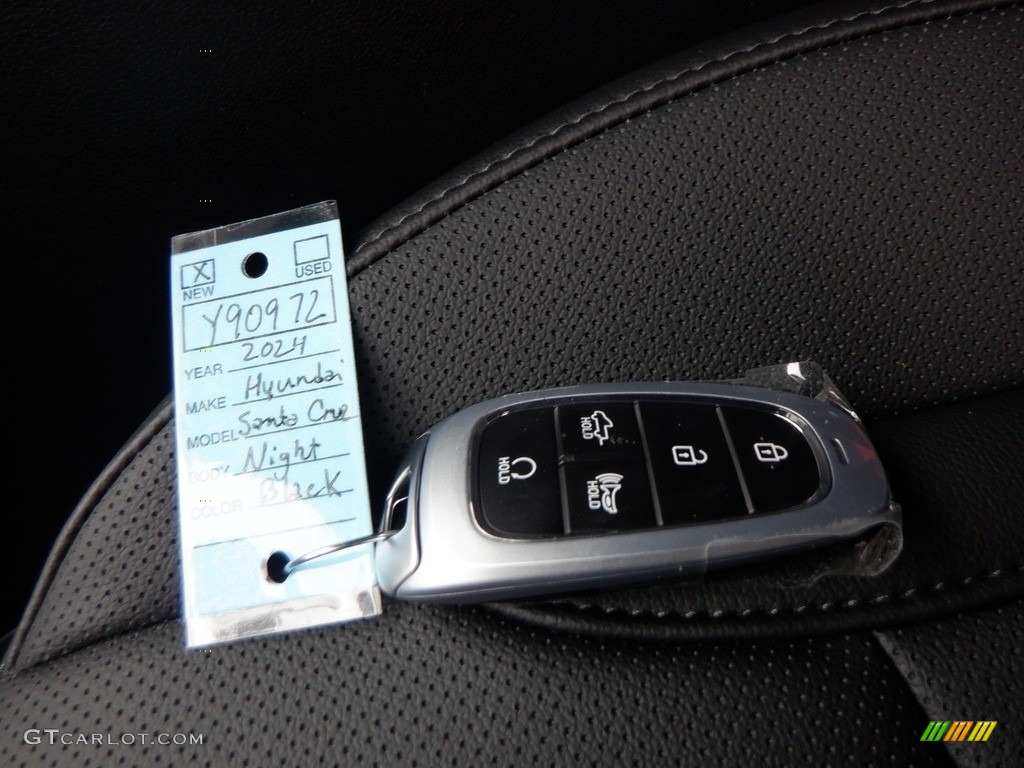 X
NEW USED
Y90972
YEAR 2024
MAKE Hyundai
MODEL Santa Cruz
BODY Night
COLOR Black
HOLD
HOLD
HOLD
GTCARLOT.COM